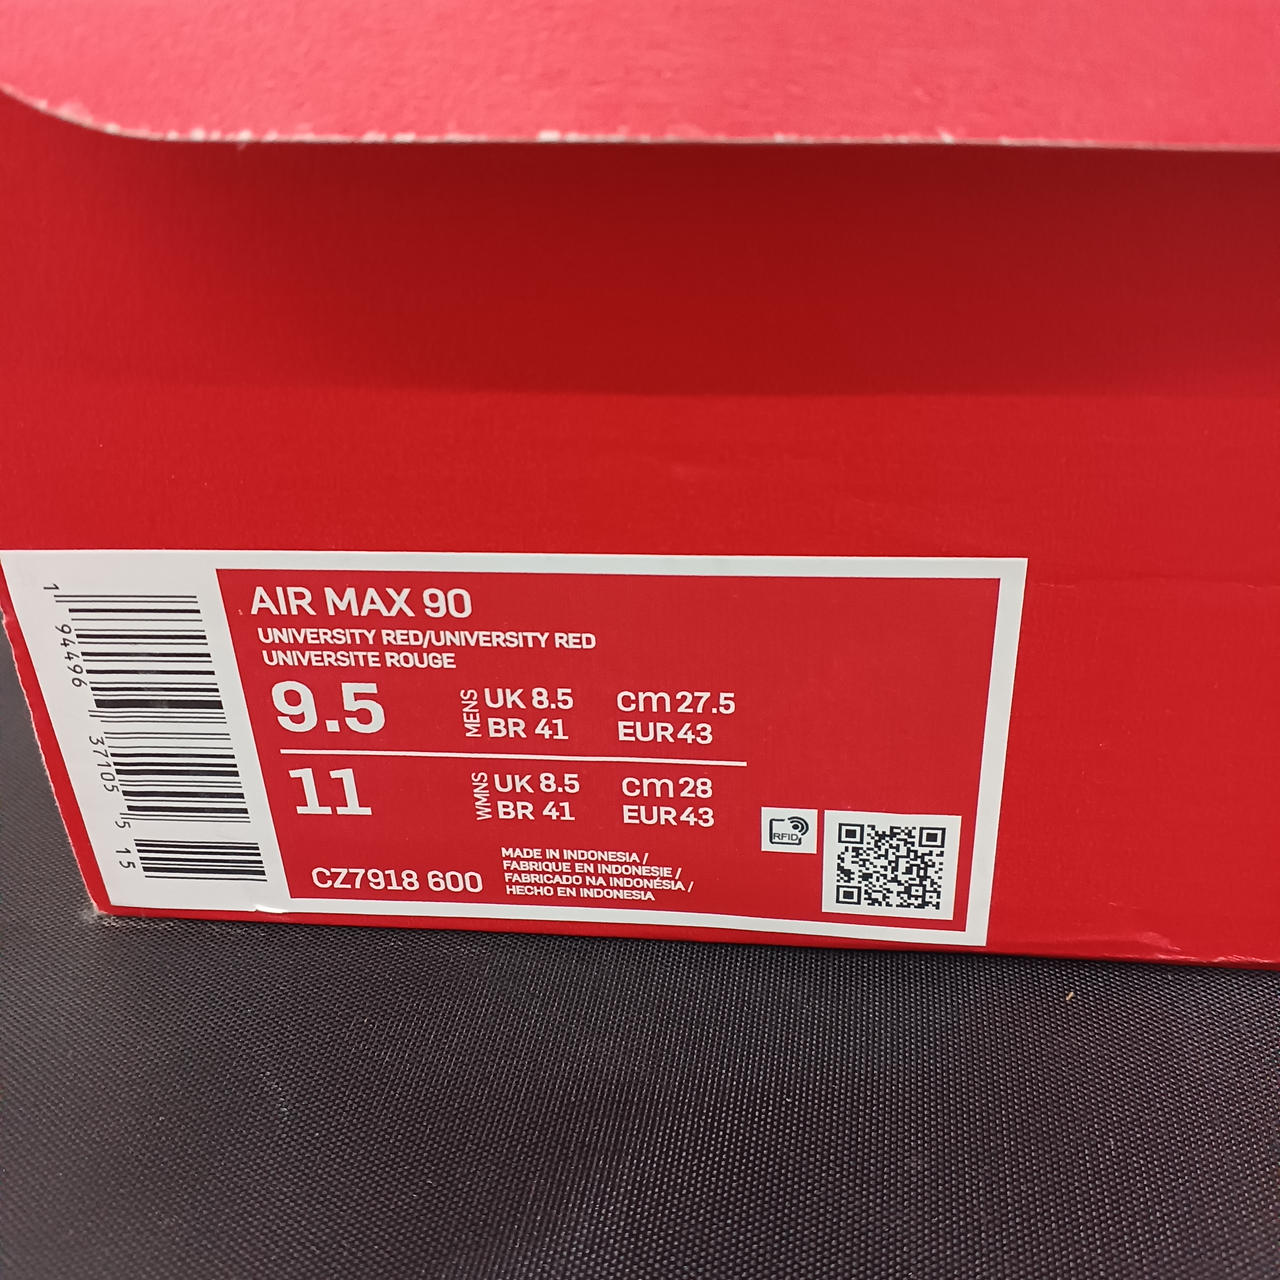 AIR MAX 90
UNIVERSITY RED/UNIVERSITY RED
UNIVERSITE ROUGE
9.5 MENS UK 8.5 cm 27.5
BR 41 EUR 43
11 WMNS UK 8.5 cm 28
BR 41 EUR 43
CZ7918 600
MADE IN INDONESIA /
FABRIQUE EN INDONESIE /
FABRICADO NA INDONÉSIA /
HECHO EN INDONESIA
RFID
1 94496 37105 5 15